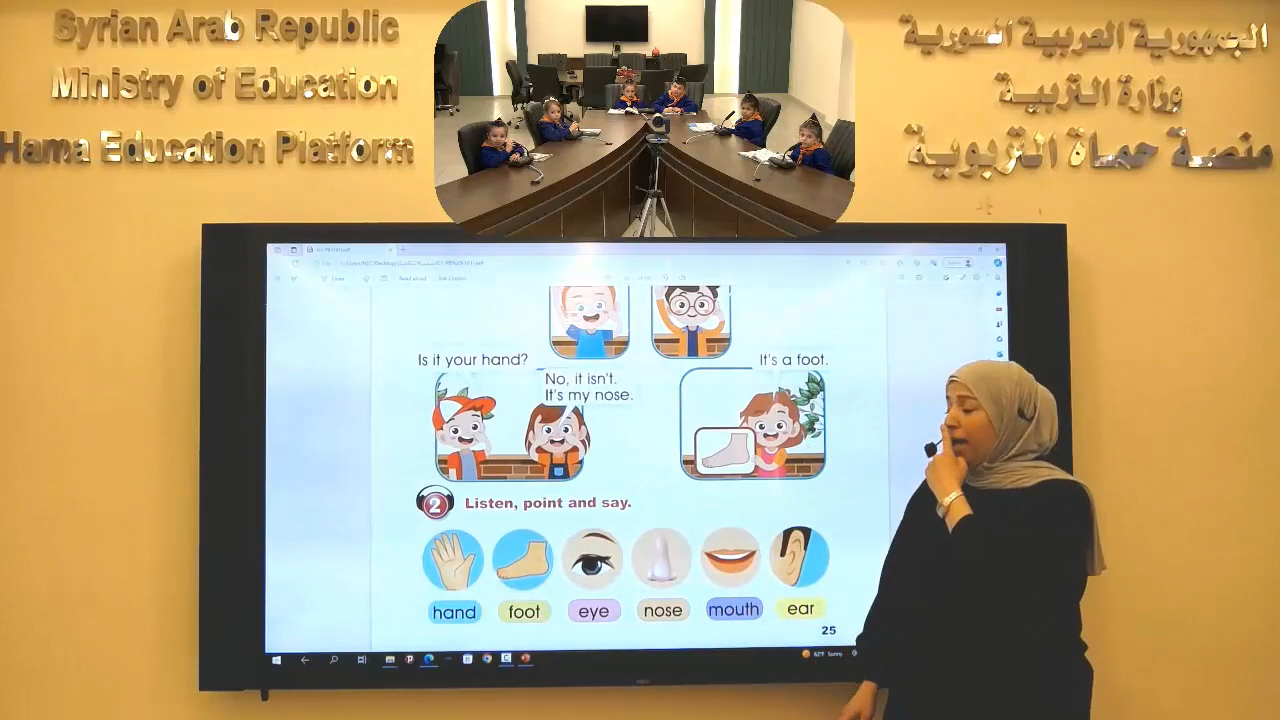 Syrian Arab Republic
Ministry of Education
Hama Education Platform
الجمهورية العربية السورية
وزارة التربية
منصة حماة التربوية
Is it your hand?
No, it isn't.
It's my nose.
It's a foot.
2 Listen, point and say.
hand foot eye nose mouth ear
25
82°F Sunny